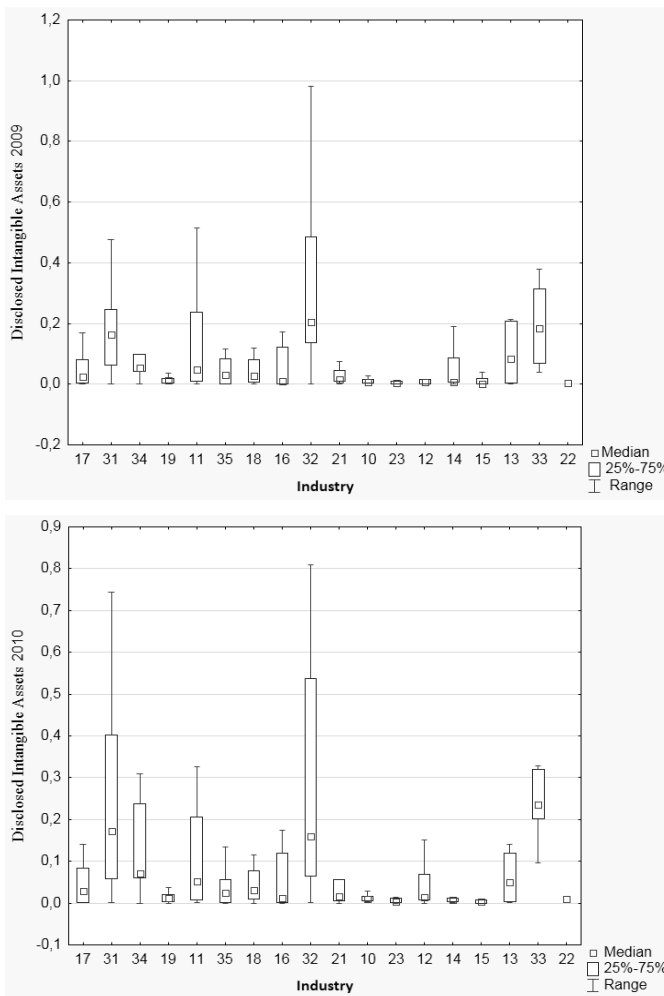 1,2
1,0
0,8
0,6
0,4
0,2
0,0
-0,2
Disclosed Intangible Assets 2009
17 31 34 19 11 35 18 16 32 21 10 23 12 14 15 13 33 22
Industry
Median
25%-75%
Range
0,9
0,8
0,7
0,6
0,5
0,4
0,3
0,2
0,1
0,0
-0,1
Disclosed Intangible Assets 2010
17 31 34 19 11 35 18 16 32 21 10 23 12 14 15 13 33 22
Industry
Median
25%-75%
Range